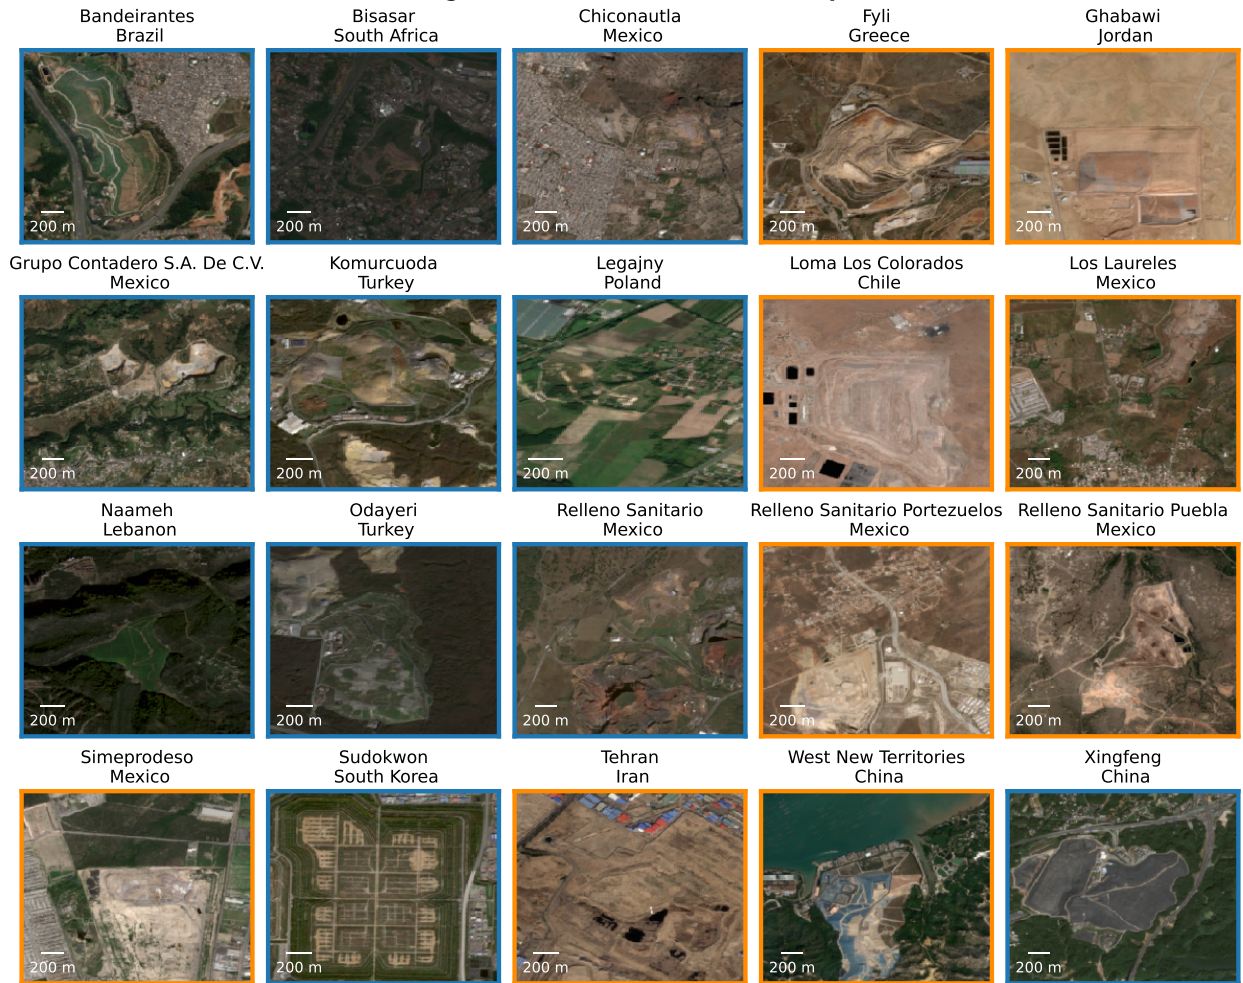 Bandeirantes
Brazil
Bisasar
South Africa
Chiconautla
Mexico
Fyli
Greece
Ghabawi
Jordan
200 m
200 m
200 m
200 m
200 m
Grupo Contadero S.A. De C.V.
Mexico
Komurcuoda
Turkey
Legajny
Poland
Loma Los Colorados
Chile
Los Laureles
Mexico
200 m
200 m
200 m
200 m
200 m
Naameh
Lebanon
Odayeri
Turkey
Relleno Sanitario
Mexico
Relleno Sanitario Portezuelos
Mexico
Relleno Sanitario Puebla
Mexico
200 m
200 m
200 m
200 m
200 m
Simeprodeso
Mexico
Sudokwon
South Korea
Tehran
Iran
West New Territories
China
Xingfeng
China
200 m
200 m
200 m
200 m
200 m